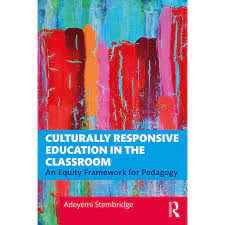 CULTURALLY RESPONSIVE
EDUCATION IN THE
CLASSROOM
An Equity Framework for Pedagogy
Adeyemi Stembridge
R